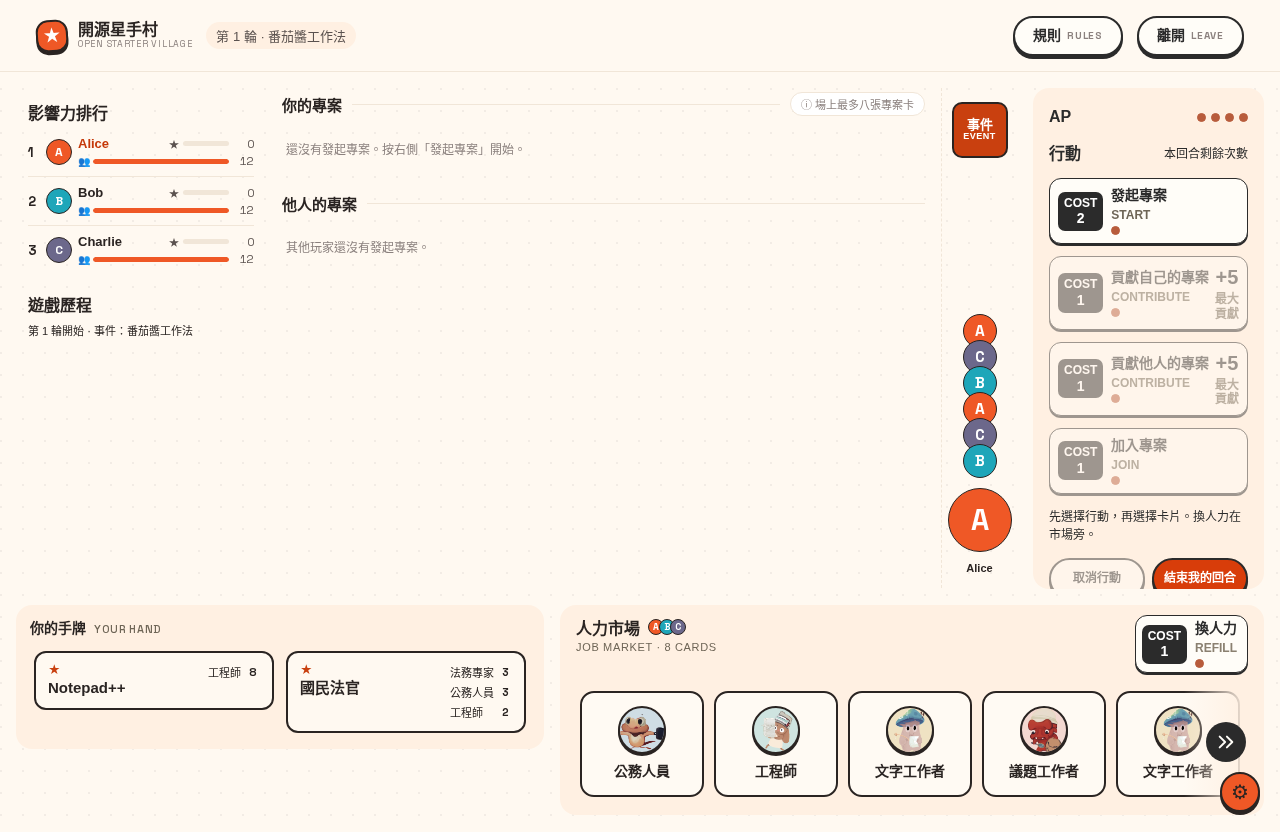 開源星手村
OPEN STARTER VILLAGE
第 1 輪 · 番茄醬工作法
規則 RULES
離開 LEAVE
影響力排行
1 A Alice ★ 0
12
2 B Bob ★ 0
12
3 C Charlie ★ 0
12
遊戲歷程
第 1 輪開始 · 事件：番茄醬工作法
你的專案
ⓘ 場上最多八張專案卡
還沒有發起專案。按右側「發起專案」開始。
他人的專案
其他玩家還沒有發起專案。
事件
EVENT
A
C
B
A
C
B
A
Alice
AP
行動 本回合剩餘次數
COST 2
發起專案
START
COST 1
貢獻自己的專案
CONTRIBUTE
+5
最大
貢獻
COST 1
貢獻他人的專案
CONTRIBUTE
+5
最大
貢獻
COST 1
加入專案
JOIN
先選擇行動，再選擇卡片。換人力在
市場旁。
取消行動
結束我的回合
你的手牌 YOUR HAND
★
Notepad++
工程師 8
★
國民法官
法務專家 3
公務人員 3
工程師 2
人力市場 A B C
JOB MARKET · 8 CARDS
COST 1
換人力
REFILL
公務人員
工程師
文字工作者
議題工作者
文字工作者